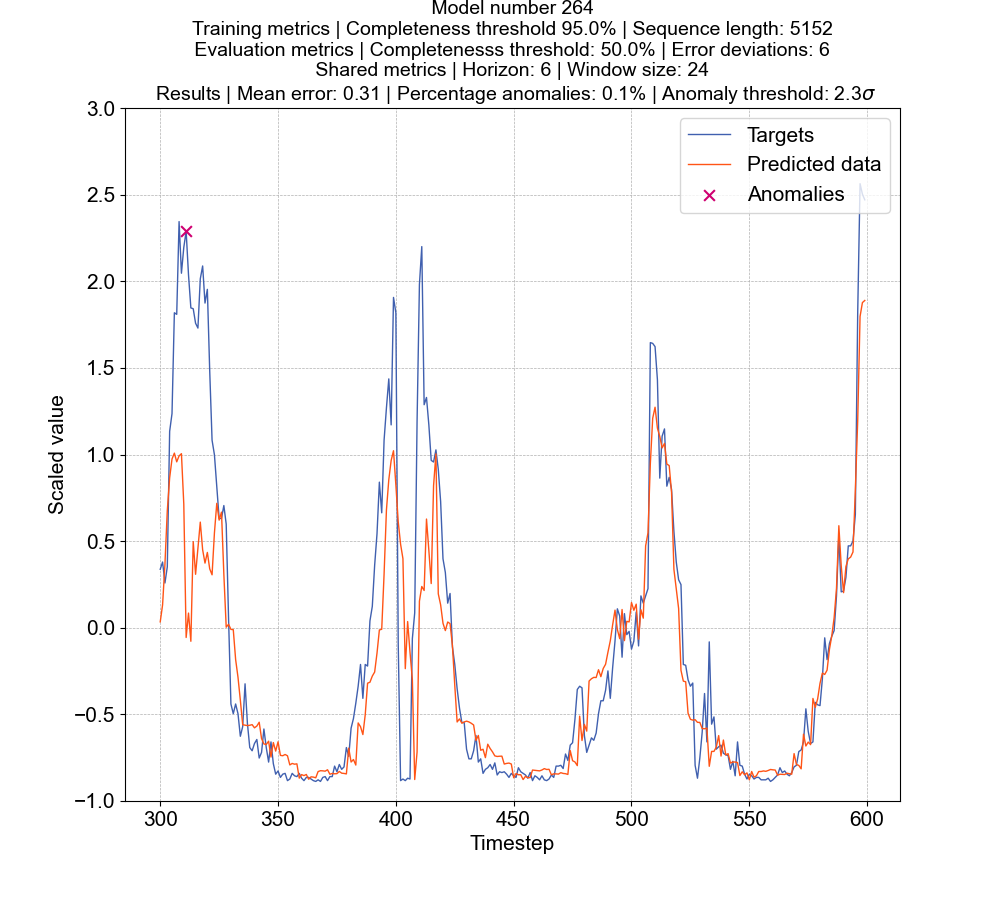 Model number 264
Training metrics | Completeness threshold 95.0% | Sequence length: 5152
Evaluation metrics | Completenesss threshold: 50.0% | Error deviations: 6
Shared metrics | Horizon: 6 | Window size: 24
Results | Mean error: 0.31 | Percentage anomalies: 0.1% | Anomaly threshold: 2.3σ
Targets
Predicted data
Anomalies
3.0
2.5
2.0
1.5
1.0
0.5
0.0
−0.5
−1.0
Scaled value
300
350
400
450
500
550
600
Timestep